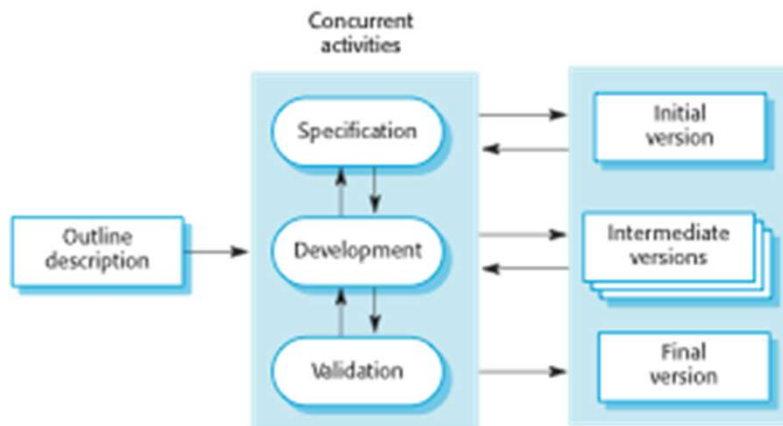 Concurrent
activities
Specification
Initial
version
Outline
description
Development
Intermediate
versions
Validation
Final
version